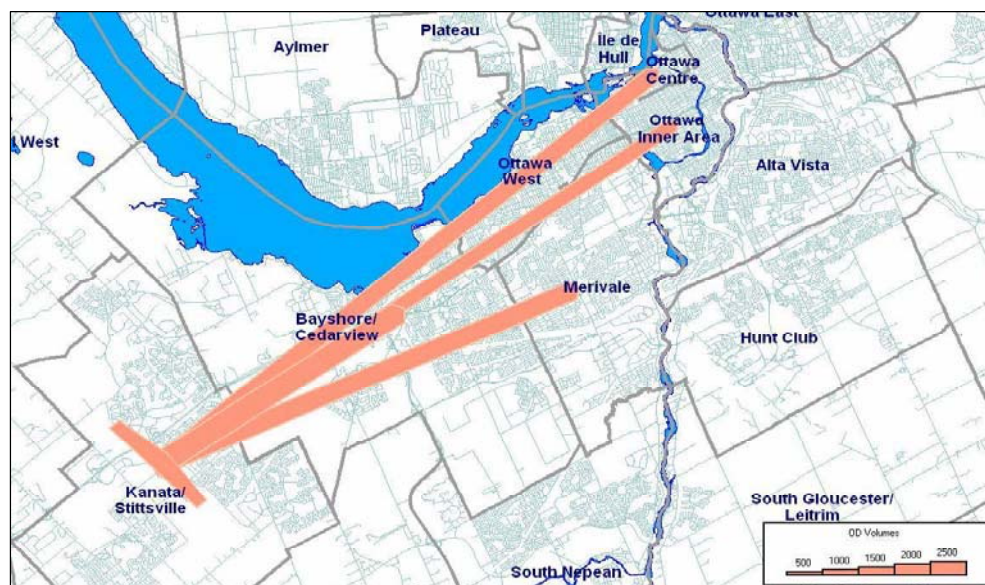 Ottawa East
Plateau
Aylmer
Île de
Hull
Ottawa
Centre
Ottawa
Inner Area
West
Ottawa
West
Alta Vista
Merivale
Bayshore/
Cedarview
Hunt Club
Kanata/
Stittsville
South Gloucester/
Leitrim
South Nepean
OD Volumes
500 1000 1500 2000 2500